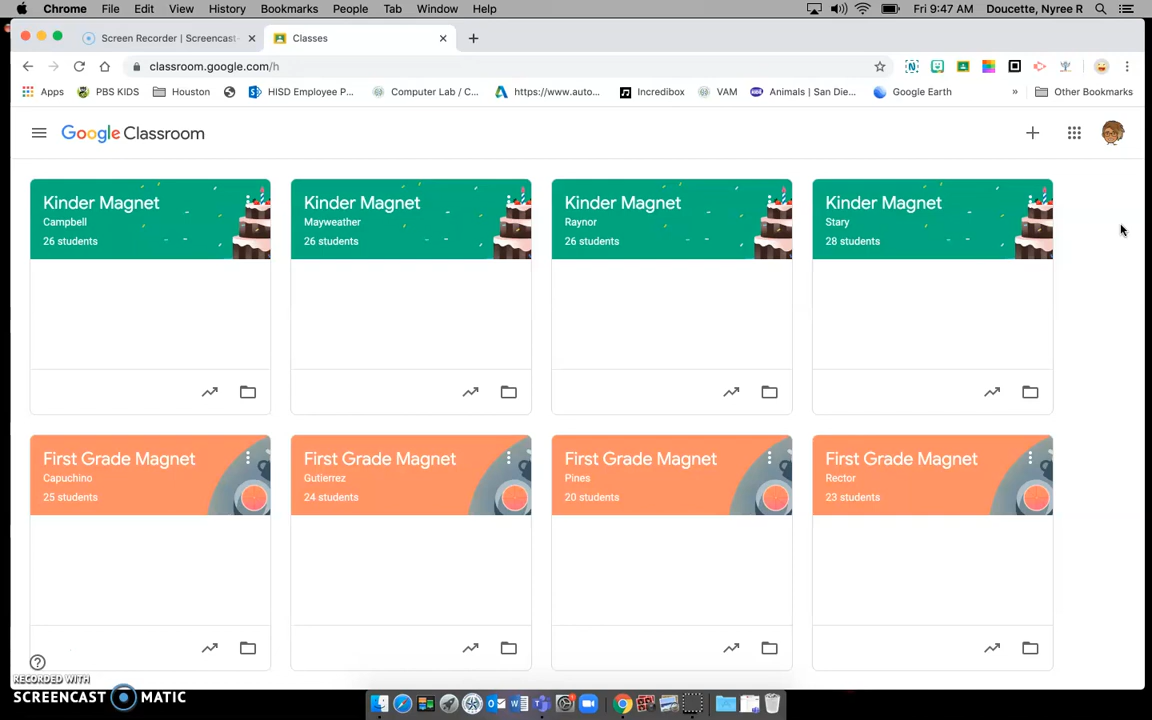 Chrome File Edit View History Bookmarks People Tab Window Help Fri 9:47 AM Doucette, Nyree R
Screen Recorder | Screencast- Classes
classroom.google.com/h
Apps PBS KIDS Houston HISD Employee P... Computer Lab / C... https://www.auto... Incredibox VAM Animals | San Die... Google Earth » Other Bookmarks
Google Classroom
Kinder Magnet Kinder Magnet Kinder Magnet Kinder Magnet
Campbell Mayweather Raynor Stary
26 students 26 students 26 students 28 students
First Grade Magnet First Grade Magnet First Grade Magnet First Grade Magnet
Capuchino Gutierrez Pines Rector
25 students 24 students 20 students 23 students
RECORDED WITH
SCREENCAST MATIC